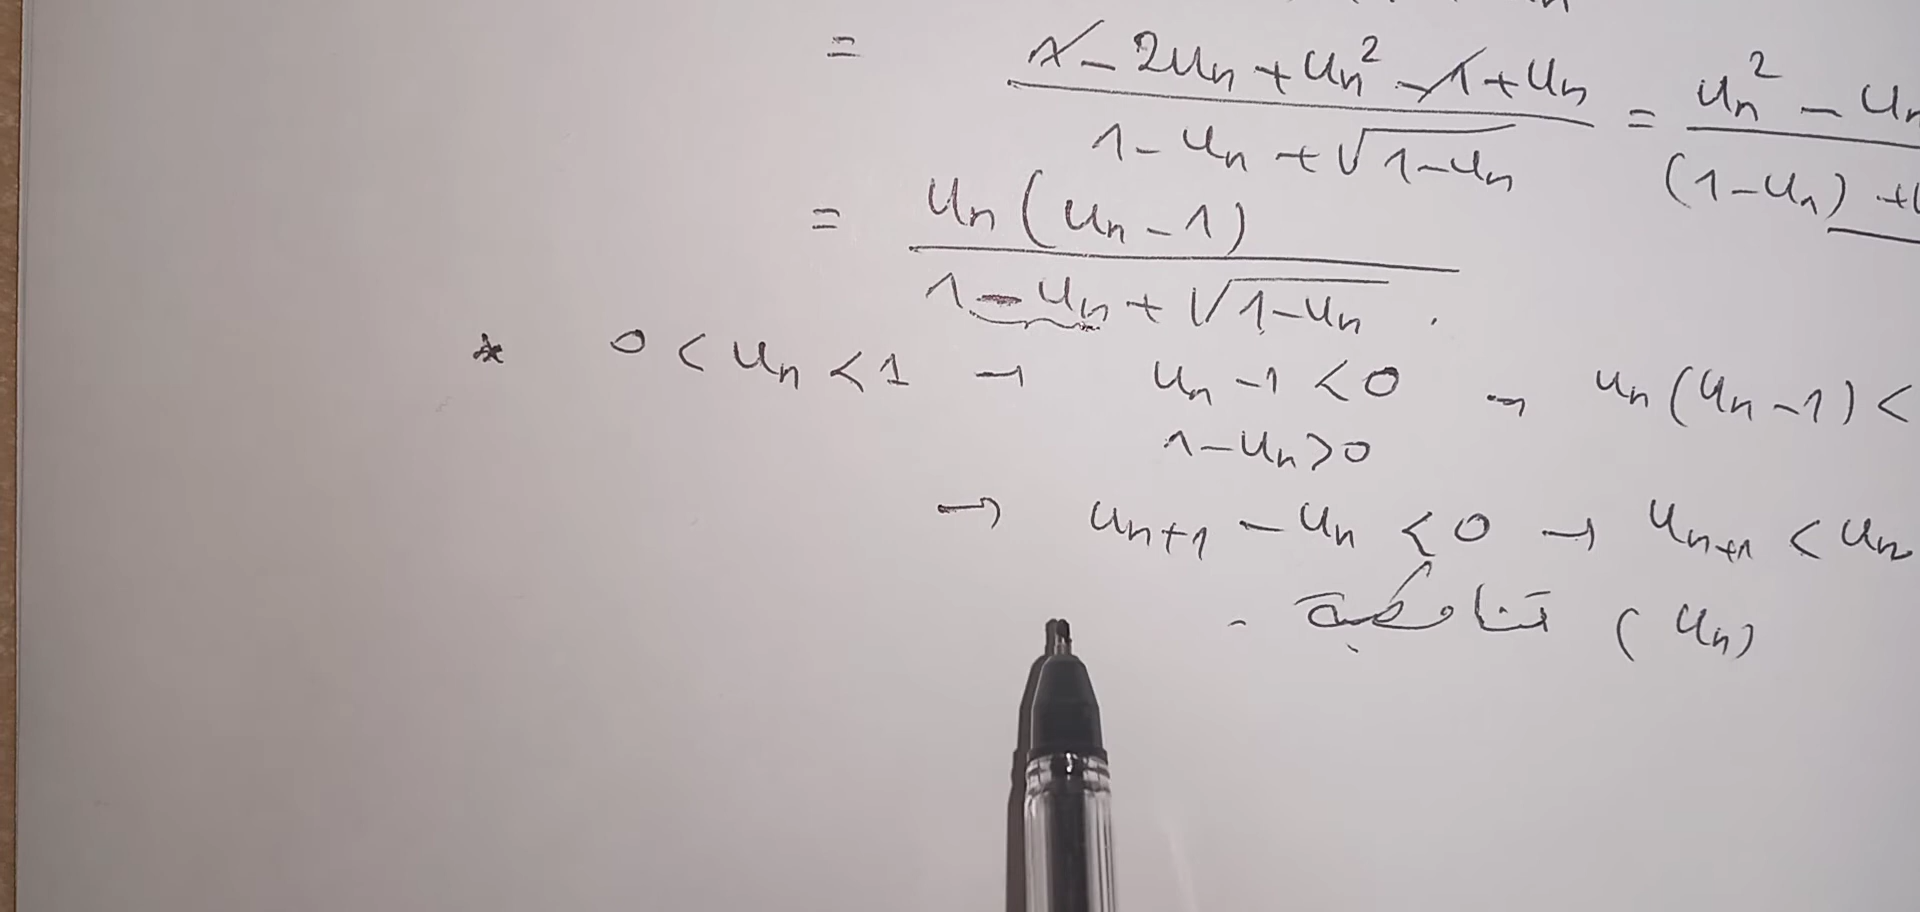 = 1 - 2Un + Un² - 1 + Un / 1 - Un + √1-Un = Un² - Un / (1-Un) +
= Un (Un - 1) / 1 - Un + √1-Un .
* 0 < Un < 1 → Un - 1 < 0 → Un (Un - 1) <
1 - Un > 0
→ Un+1 - Un < 0 → Un+1 < Un
(Un) تناقصية .